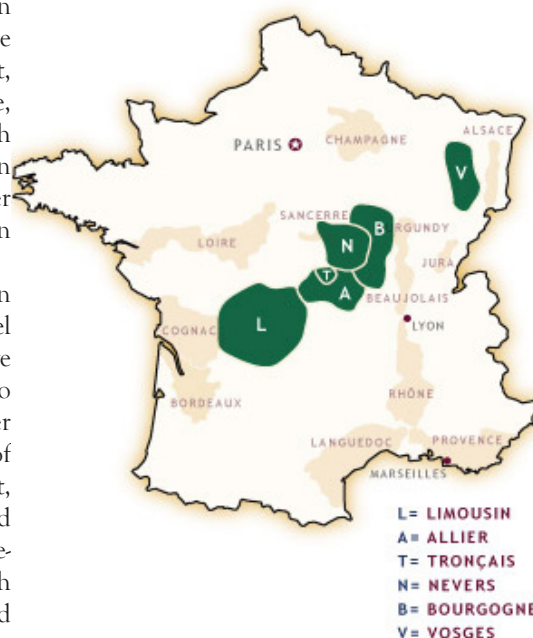 PARIS
CHAMPAGNE
ALSACE
V
SANCERRE
B
RGUNDY
LOIRE
N
JURA
T
A
BEAUJOLAIS
L
COGNAC
LYON
BORDEAUX
RHÔNE
LANGUEDOC
PROVENCE
MARSEILLES
L= LIMOUSIN
A= ALLIER
T= TRONÇAIS
N= NEVERS
B= BOURGOGNE
V= VOSGES